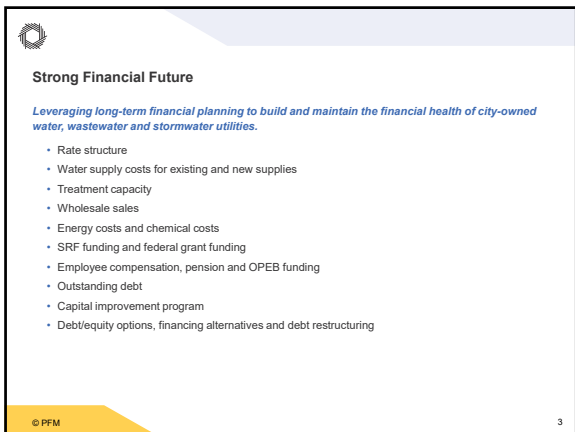 Strong Financial Future
Leveraging long-term financial planning to build and maintain the financial health of city-owned
water, wastewater and stormwater utilities.
• Rate structure
• Water supply costs for existing and new supplies
• Treatment capacity
• Wholesale sales
• Energy costs and chemical costs
• SRF funding and federal grant funding
• Employee compensation, pension and OPEB funding
• Outstanding debt
• Capital improvement program
• Debt/equity options, financing alternatives and debt restructuring
© PFM
3